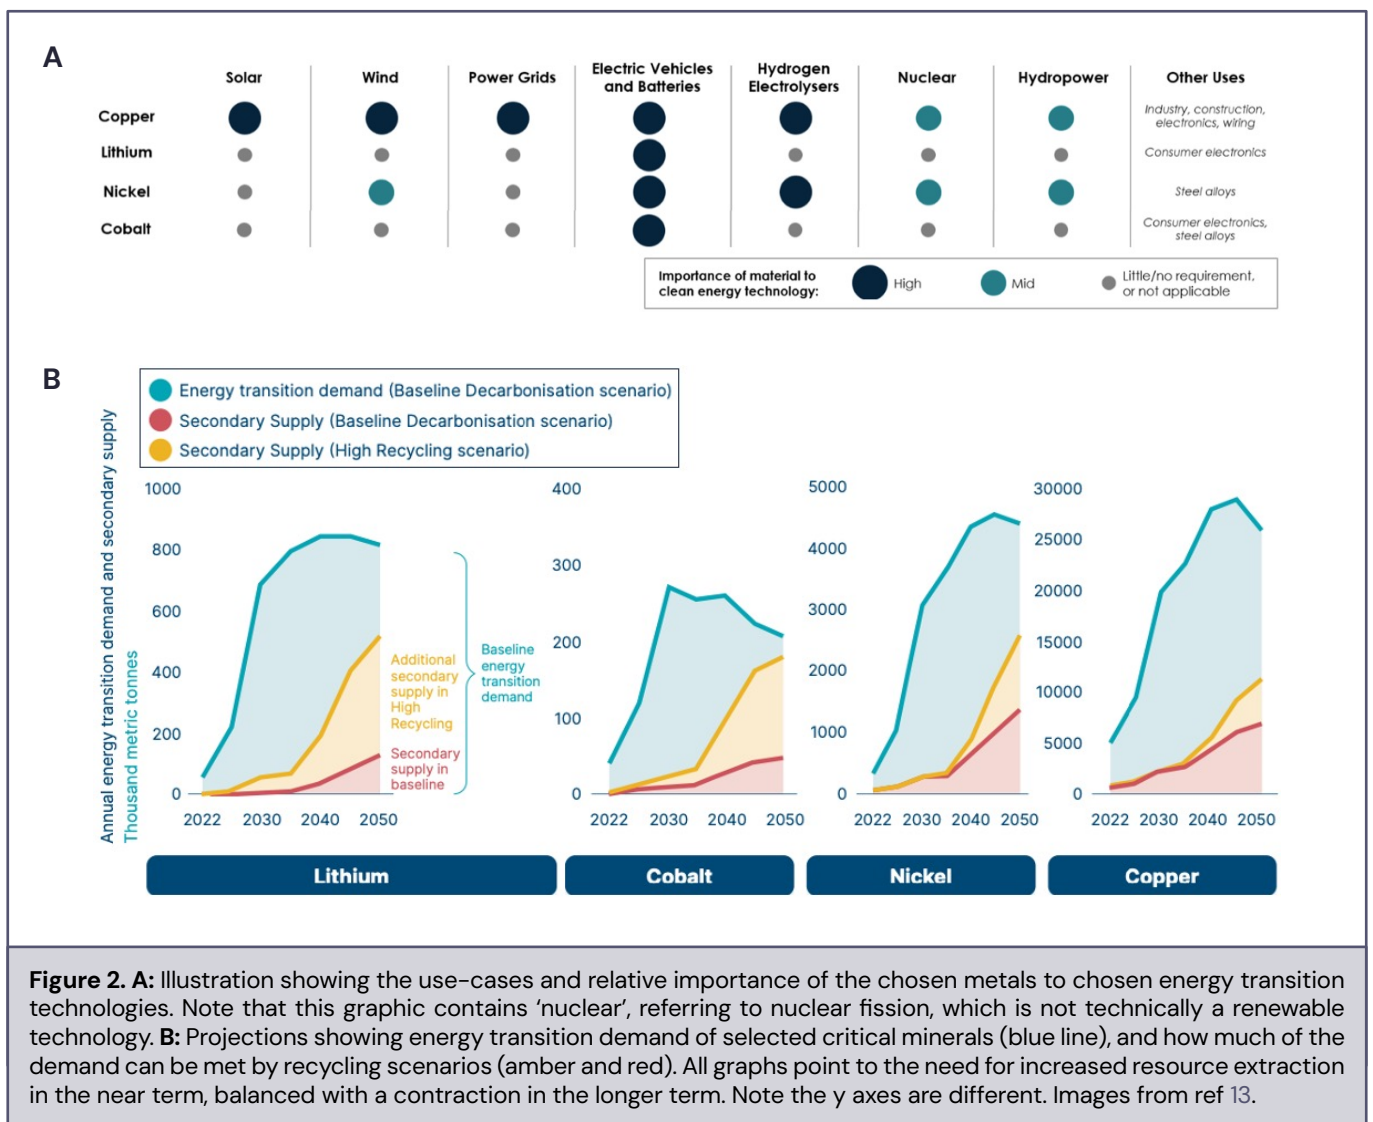 A
Solar
Wind
Power Grids
Electric Vehicles
and Batteries
Hydrogen
Electrolysers
Nuclear
Hydropower
Other Uses
Copper
Industry, construction,
electronics, wiring
Lithium
Consumer electronics
Nickel
Steel alloys
Cobalt
Consumer electronics,
steel alloys
Importance of material to
clean energy technology:
High
Mid
Little/no requirement,
or not applicable
B
Energy transition demand (Baseline Decarbonisation scenario)
Secondary Supply (Baseline Decarbonisation scenario)
Secondary Supply (High Recycling scenario)
Annual energy transition demand and secondary supply
Thousand metric tonnes
1000
800
600
400
200
0
2022 2030 2040 2050
Additional
secondary
supply in
High
Recycling
Secondary
supply in
baseline
Baseline
energy
transition
demand
Lithium
400
300
200
100
0
2022 2030 2040 2050
Cobalt
5000
4000
3000
2000
1000
0
2022 2030 2040 2050
Nickel
30000
25000
20000
15000
10000
5000
0
2022 2030 2040 2050
Copper
Figure 2. A: Illustration showing the use-cases and relative importance of the chosen metals to chosen energy transition
technologies. Note that this graphic contains ‘nuclear’, referring to nuclear fission, which is not technically a renewable
technology. B: Projections showing energy transition demand of selected critical minerals (blue line), and how much of the
demand can be met by recycling scenarios (amber and red). All graphs point to the need for increased resource extraction
in the near term, balanced with a contraction in the longer term. Note the y axes are different. Images from ref 13.